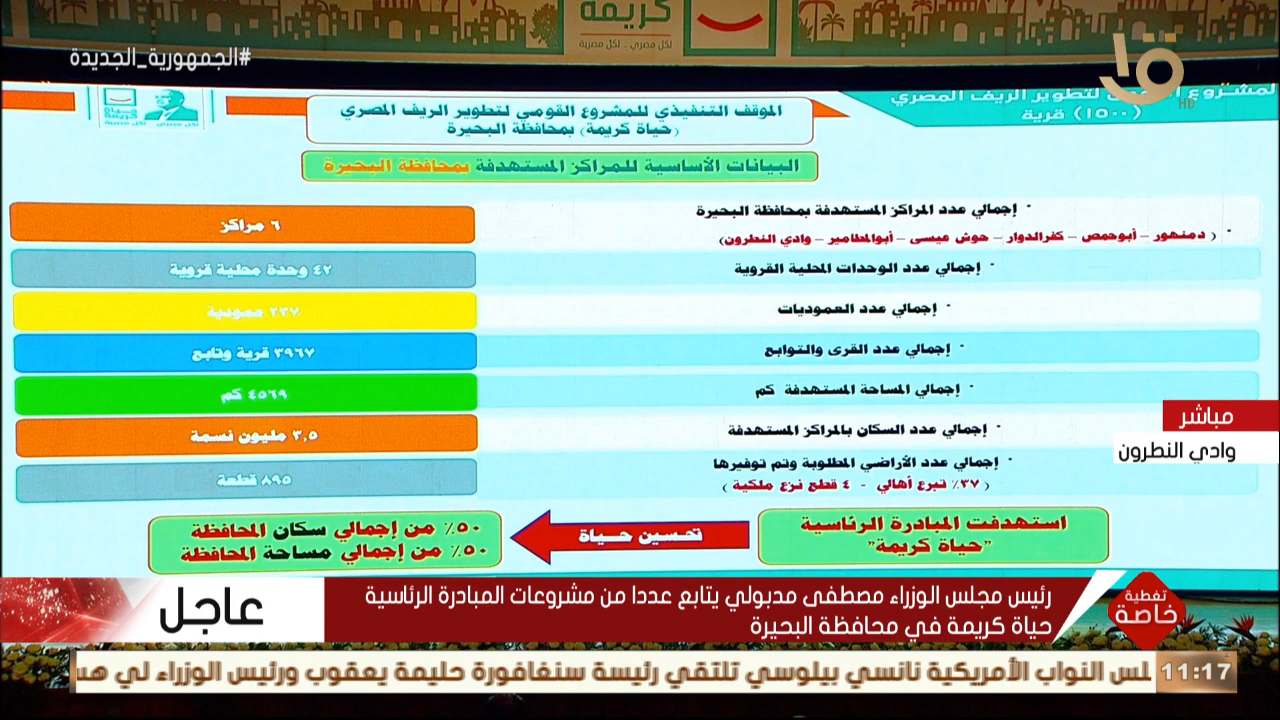 كريمة
لكل مصري .. لكل مصرية
#الجمهورية_الجديدة
HD
لتطوير الريف المصري
(١٥٠٠) قرية
الموقف التنفيذي للمشروع القومي لتطوير الريف المصري
(حياة كريمة) بمحافظة البحيرة
البيانات الأساسية للمراكز المستهدفة بمحافظة البحيرة
- إجمالي عدد المراكز المستهدفة بمحافظة البحيرة
- ( دمنهور – أبوحمص – كفرالدوار – حوش عيسى – أبوالمطامير – وادي النطرون)
٦ مراكز
- إجمالي عدد الوحدات المحلية القروية
٤٢ وحدة محلية قروية
- إجمالي عدد العموديات
٢٣٧ عمودية
- إجمالي عدد القرى والتوابع
٣٩٦٧ قرية وتابع
- إجمالي المساحة المستهدفة كم
٤٥٦٩ كم
- إجمالي عدد السكان بالمراكز المستهدفة
٣,٥ مليون نسمة
- إجمالي عدد الأراضي المطلوبة وتم توفيرها
(٣٧٪ تبرع أهالي - ٤ قطع نزع ملكية )
٨٩٥ قطعة
استهدفت المبادرة الرئاسية
"حياة كريمة"
تحسين حياة
٥٠٪ من إجمالي سكان المحافظة
٥٠٪ من إجمالي مساحة المحافظة
مباشر
وادي النطرون
تغطية
خاصة
رئيس مجلس الوزراء مصطفى مدبولي يتابع عددا من مشروعات المبادرة الرئاسية
حياة كريمة في محافظة البحيرة
عاجل
11:17
لس النواب الأمريكية نانسي بيلوسي تلتقي رئيسة سنغافورة حليمة يعقوب ورئيس الوزراء لي هس